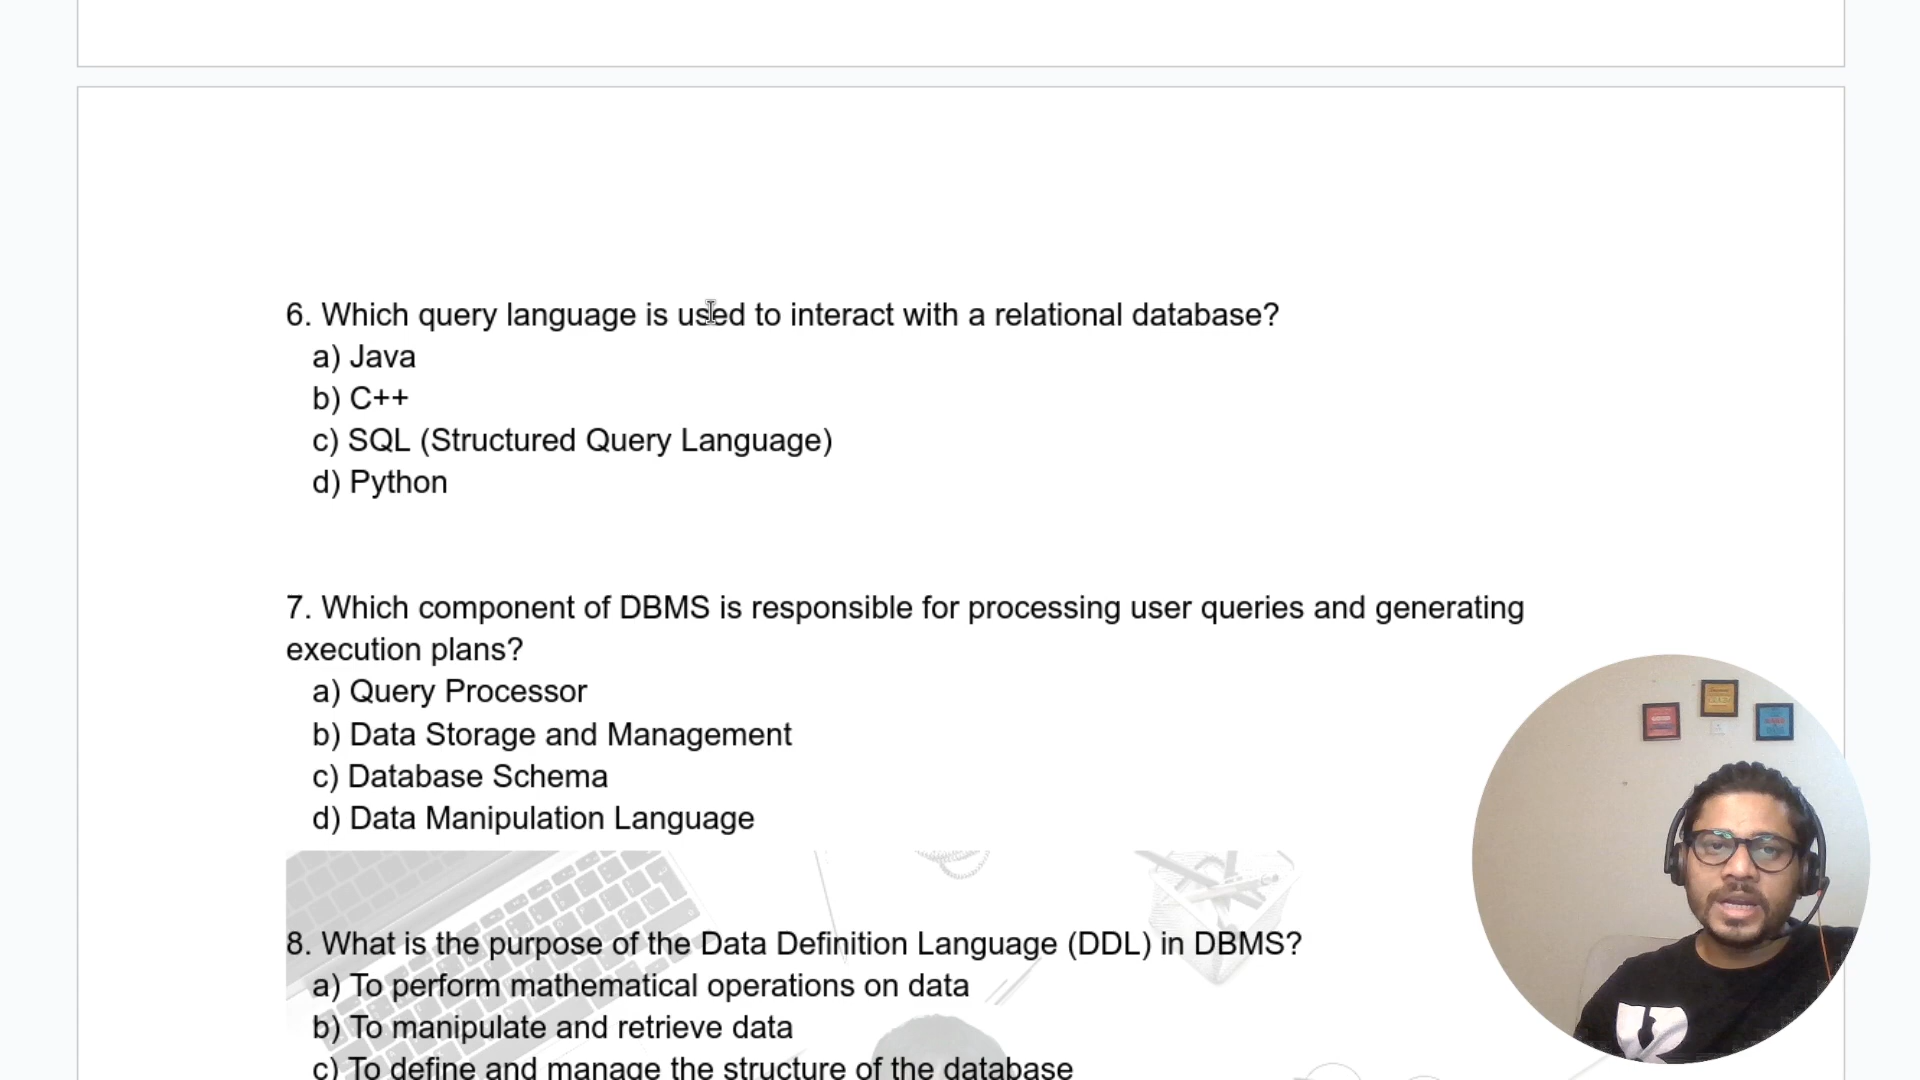 6. Which query language is used to interact with a relational database?
a) Java
b) C++
c) SQL (Structured Query Language)
d) Python
7. Which component of DBMS is responsible for processing user queries and generating
execution plans?
a) Query Processor
b) Data Storage and Management
c) Database Schema
d) Data Manipulation Language
8. What is the purpose of the Data Definition Language (DDL) in DBMS?
a) To perform mathematical operations on data
b) To manipulate and retrieve data
c) To define and manage the structure of the database